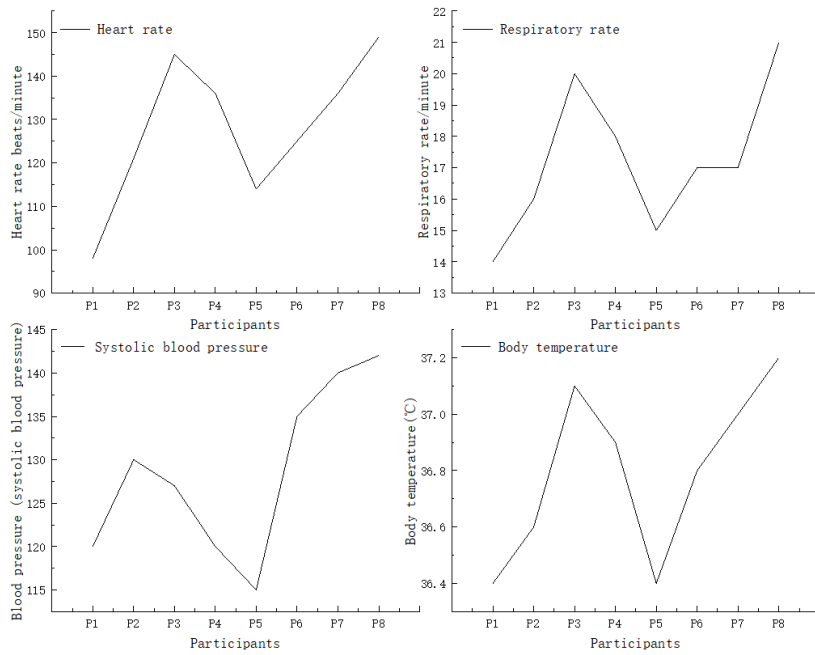 Heart rate
Heart rate beats/minute
150
140
130
120
110
100
90
P1 P2 P3 P4 P5 P6 P7 P8
Participants
Respiratory rate
Respiratory rate/minute
22
21
20
19
18
17
16
15
14
13
P1 P2 P3 P4 P5 P6 P7 P8
Participants
Systolic blood pressure
Blood pressure (systolic blood pressure)
145
140
135
130
125
120
115
P1 P2 P3 P4 P5 P6 P7 P8
Participants
Body temperature
Body temperature(℃)
37.2
37.0
36.8
36.6
36.4
P1 P2 P3 P4 P5 P6 P7 P8
Participants